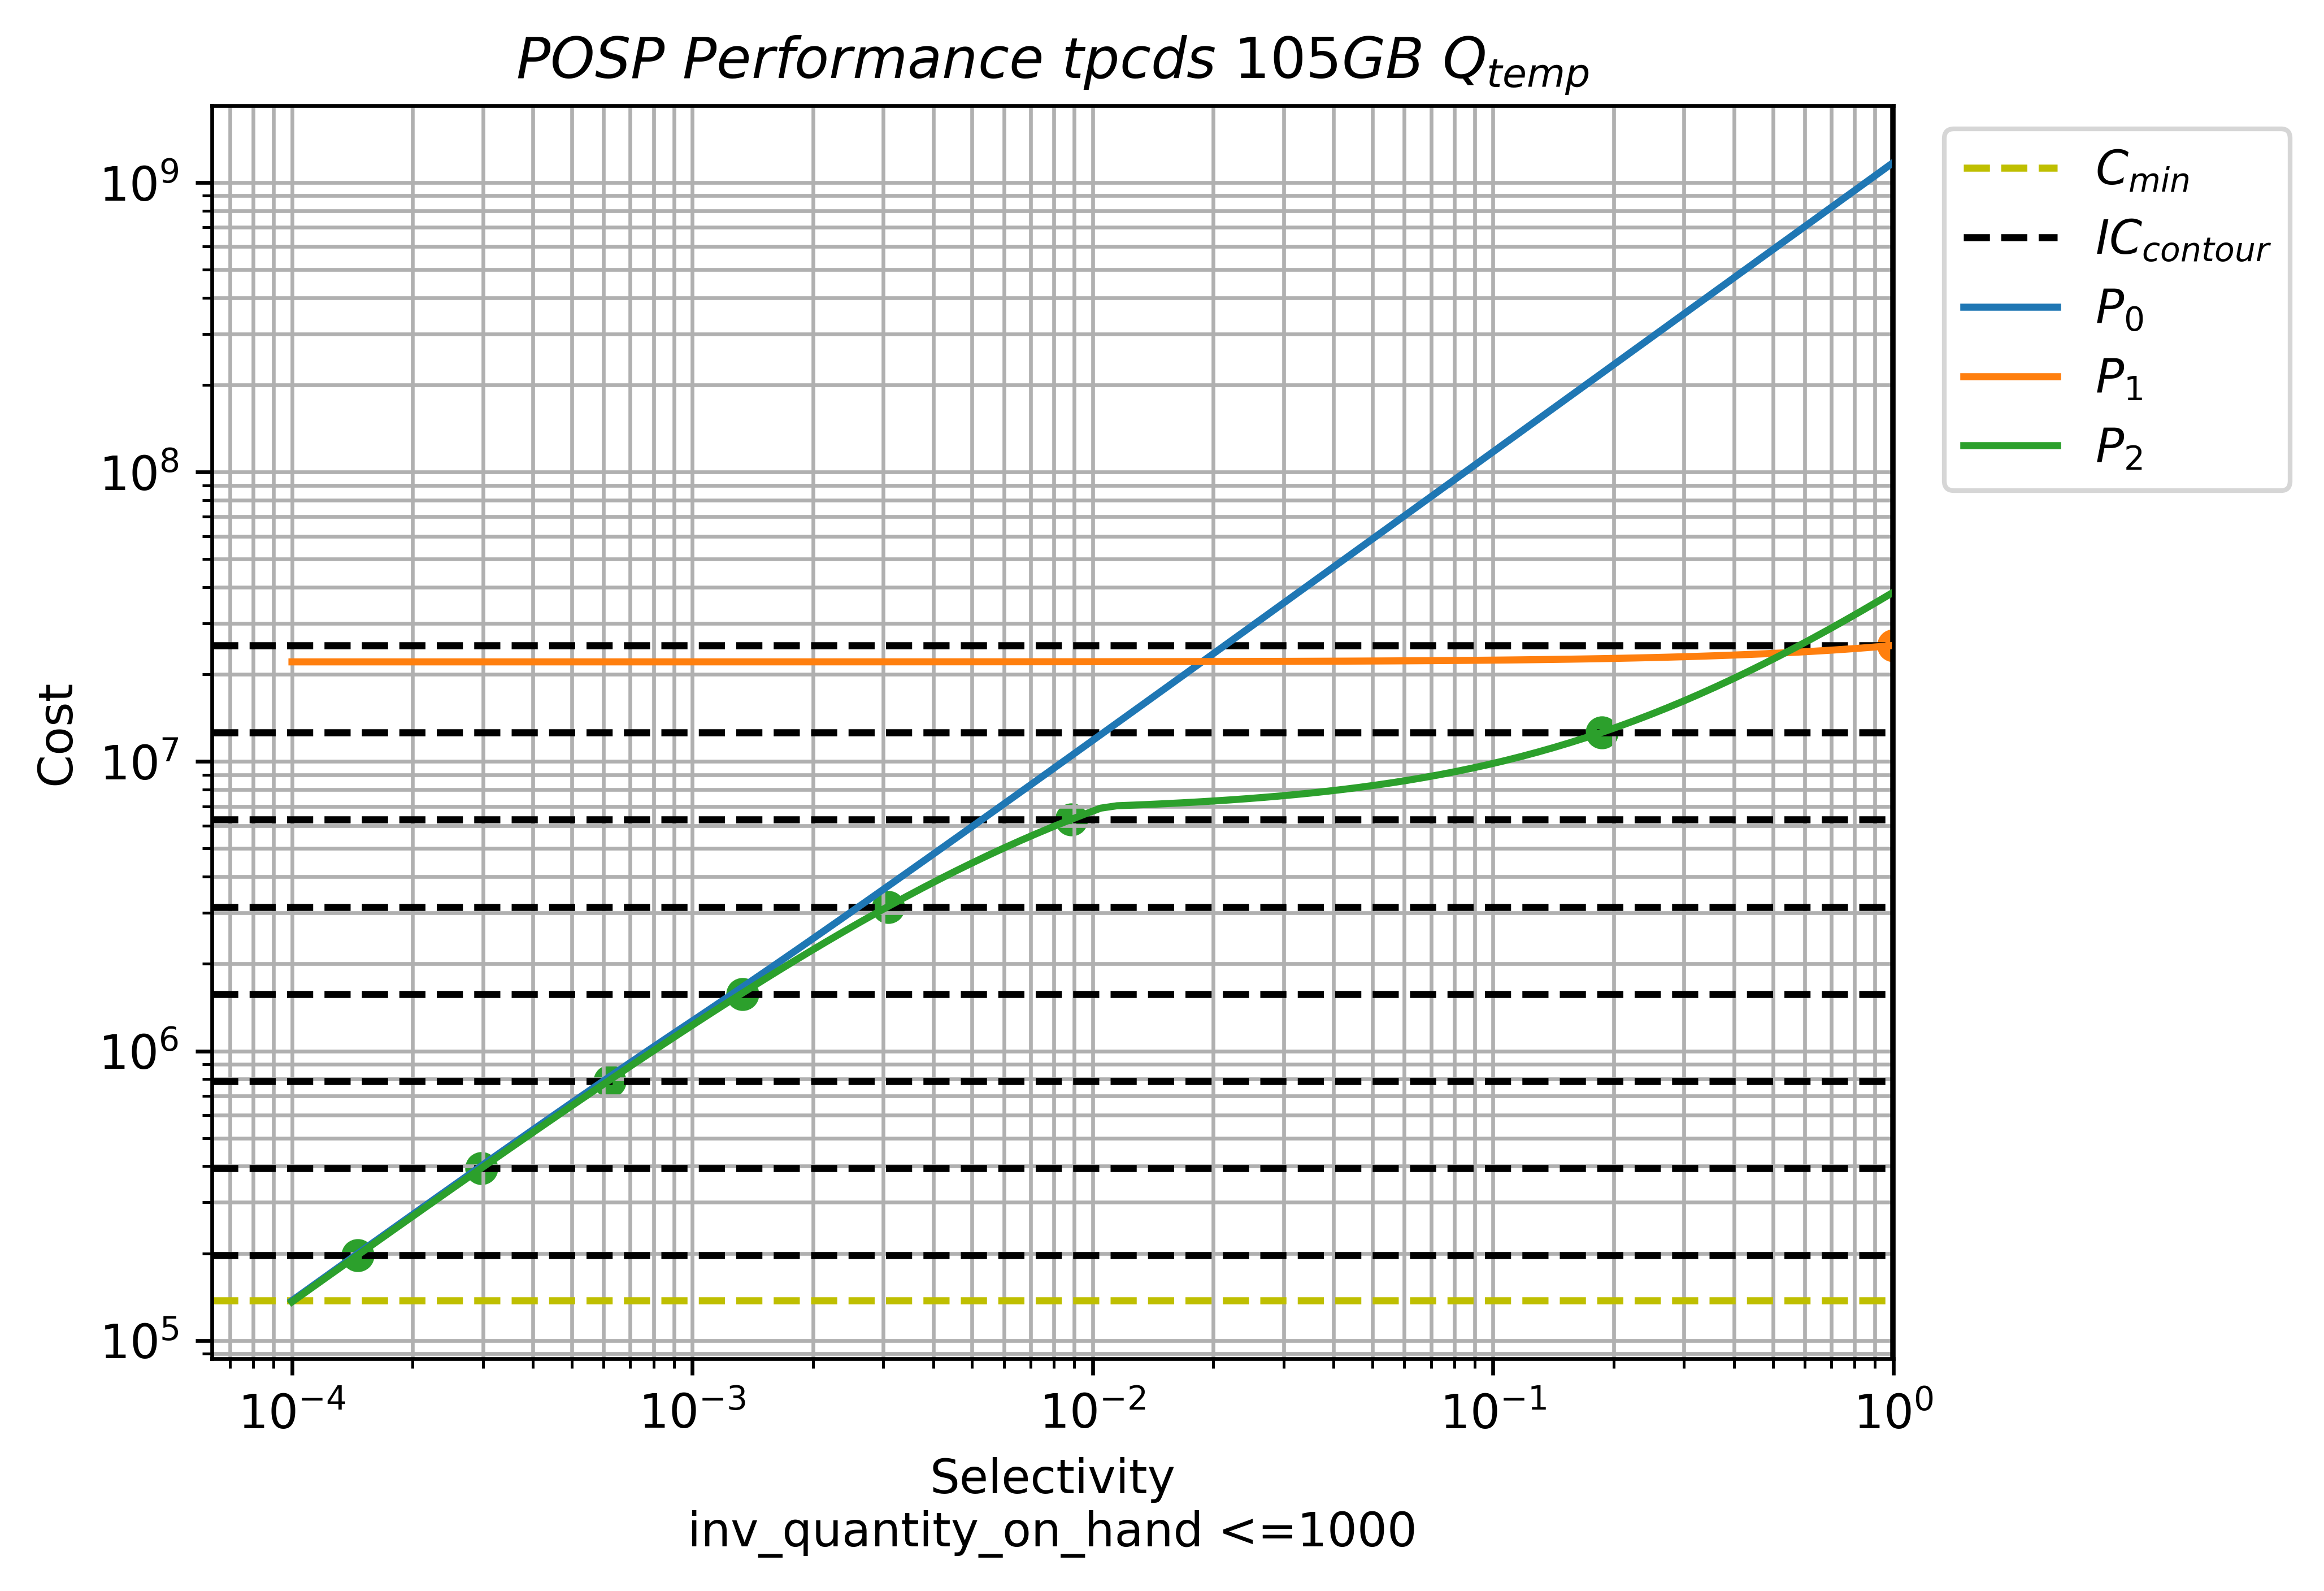 POSP Performance tpcds 105GB Q_temp
10^9
10^8
10^7
10^6
10^5
Cost
10^-4 10^-3 10^-2 10^-1 10^0
Selectivity
inv_quantity_on_hand <=1000
C_min
IC_contour
P_0
P_1
P_2